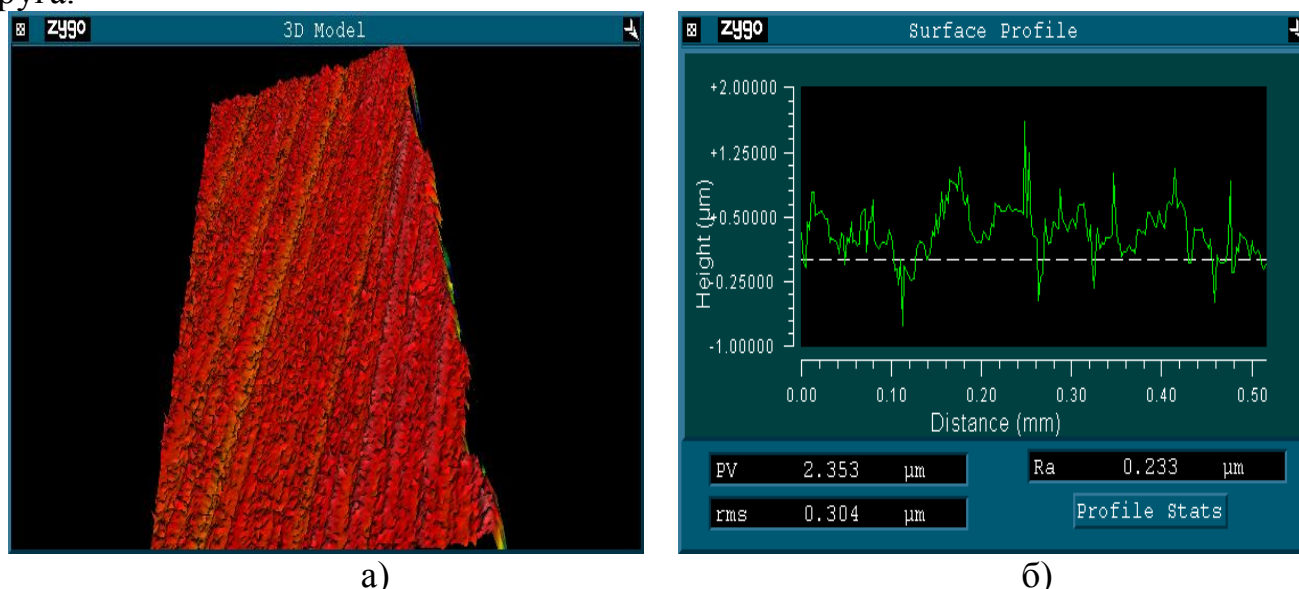 руга.
zygo 3D Model
zygo Surface Profile
+2.00000
+1.25000
+0.50000
-0.25000
-1.00000
Height (µm)
0.00 0.10 0.20 0.30 0.40 0.50
Distance (mm)
PV 2.353 µm
Ra 0.233 µm
rms 0.304 µm
Profile Stats
а)
б)